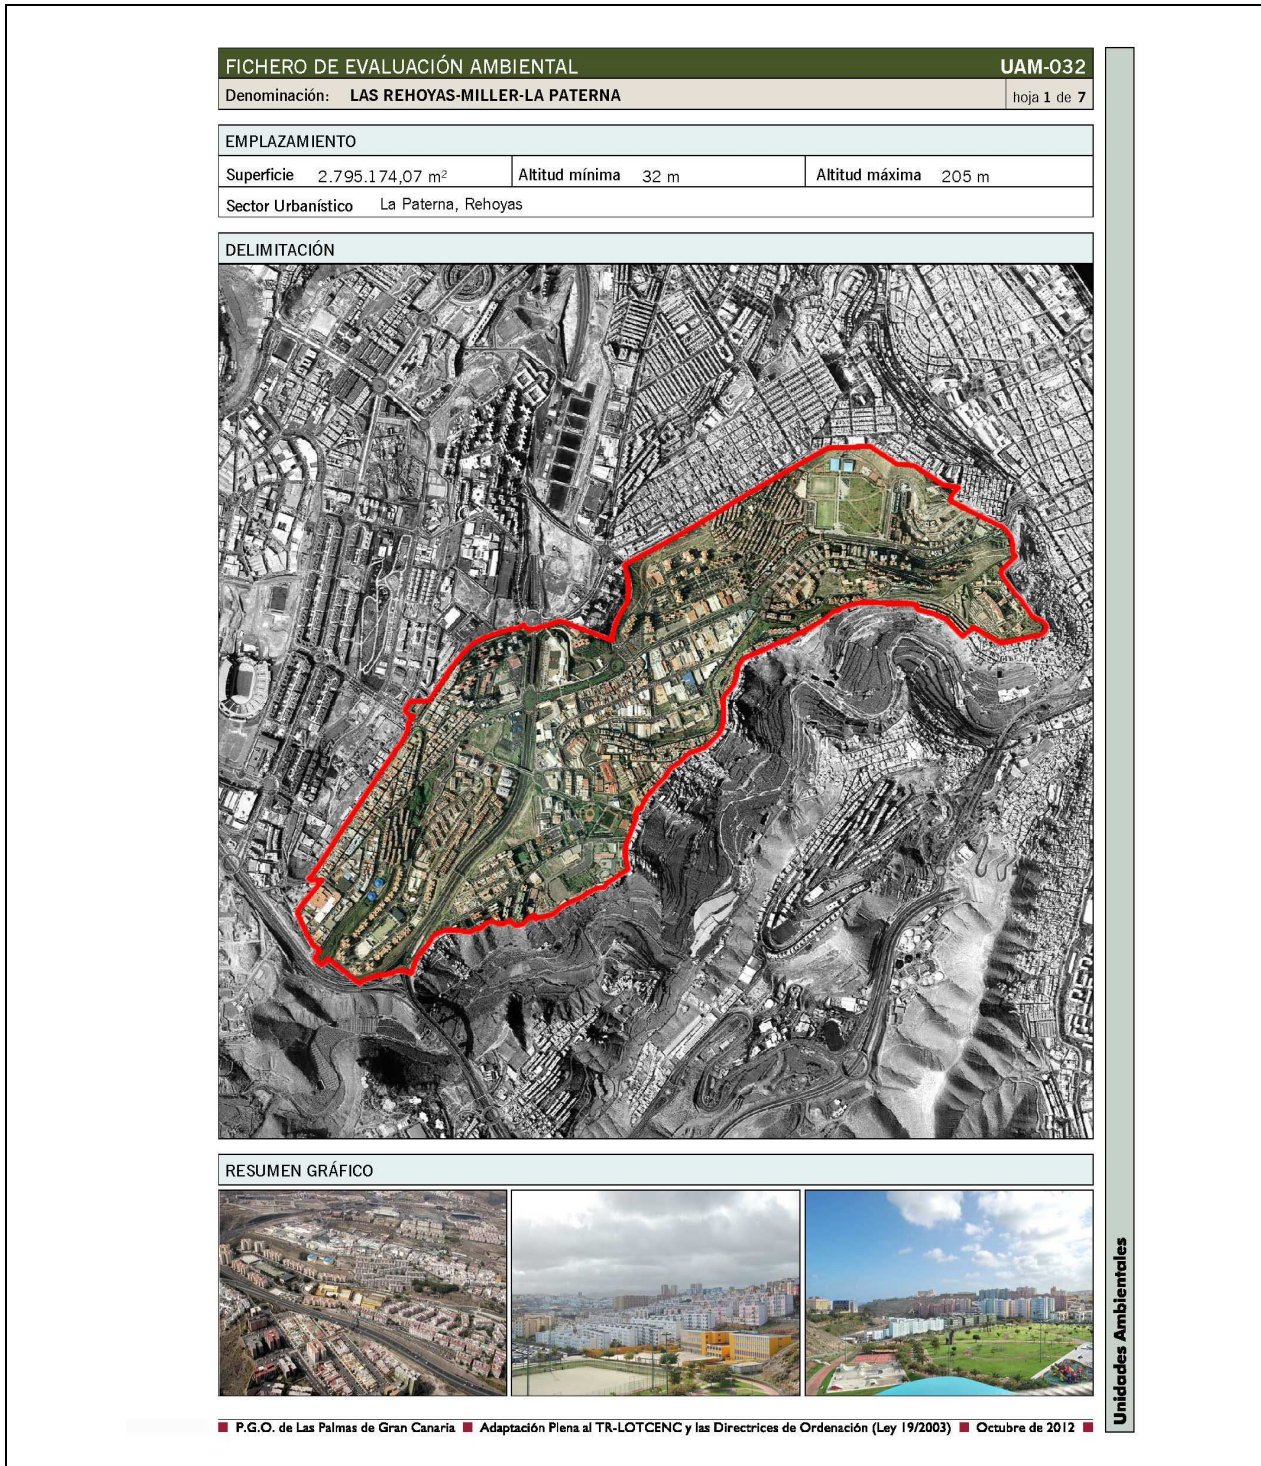 FICHERO DE EVALUACIÓN AMBIENTAL UAM-032
Denominación: LAS REHOYAS-MILLER-LA PATERNA hoja 1 de 7
EMPLAZAMIENTO
Superficie 2.795.174,07 m² Altitud mínima 32 m Altitud máxima 205 m
Sector Urbanístico La Paterna, Rehoyas
DELIMITACIÓN
RESUMEN GRÁFICO
Unidades Ambientales
P.G.O. de Las Palmas de Gran Canaria ■ Adaptación Plena al TR-LOTCENC y las Directrices de Ordenación (Ley 19/2003) ■ Octubre de 2012